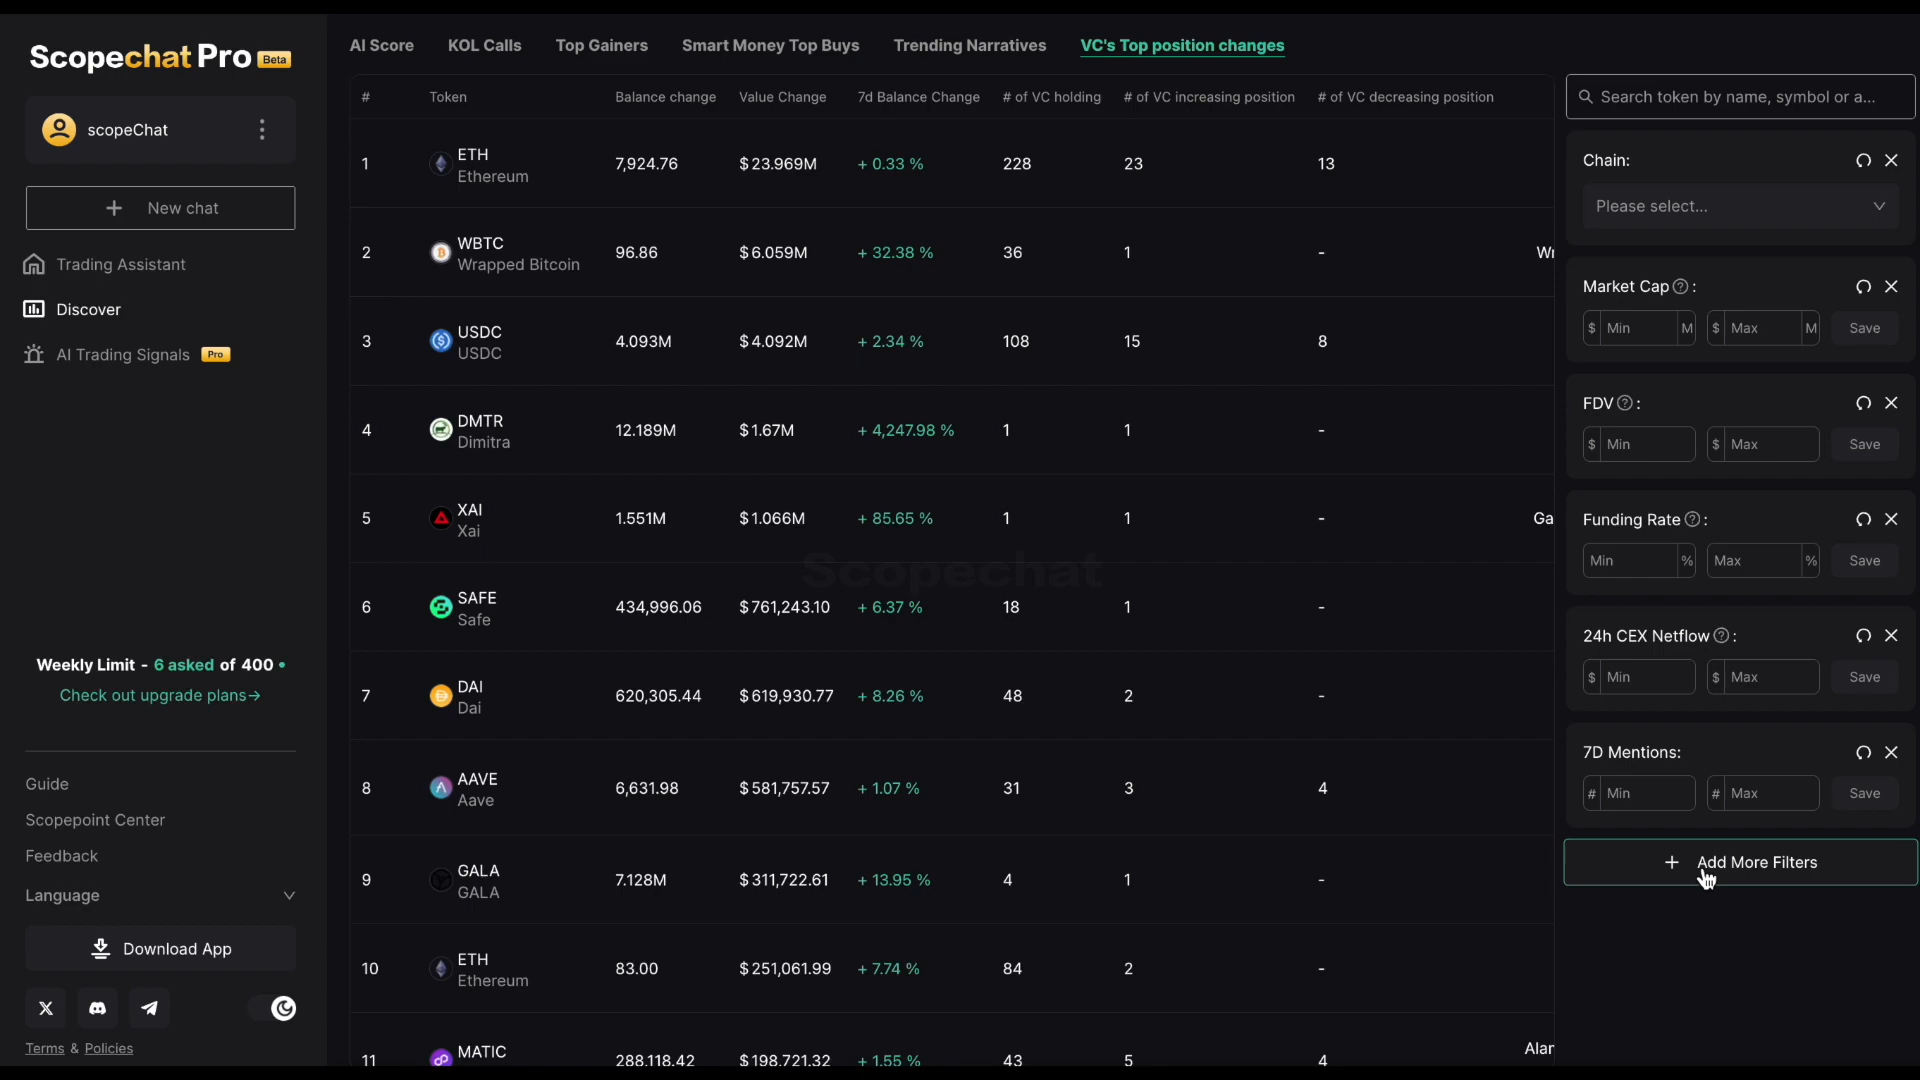 Scopechat Pro Beta
scopeChat
New chat
Trading Assistant
Discover
AI Trading Signals Pro
Weekly Limit - 6 asked of 400
Check out upgrade plans→
Guide
Scopepoint Center
Feedback
Language
Download App
Terms & Policies
AI Score KOL Calls Top Gainers Smart Money Top Buys Trending Narratives VC's Top position changes
# Token Balance change Value Change 7d Balance Change # of VC holding # of VC increasing position # of VC decreasing position
1 ETH 7,924.76 $23.969M + 0.33 % 228 23 13
Ethereum
2 WBTC 96.86 $6.059M + 32.38 % 36 1 - Wr
Wrapped Bitcoin
3 USDC 4.093M $4.092M + 2.34 % 108 15 8
USDC
4 DMTR 12.189M $1.67M + 4,247.98 % 1 1 -
Dimitra
5 XAI 1.551M $1.066M + 85.65 % 1 1 - Ga
Xai
Scopechat
6 SAFE 434,996.06 $761,243.10 + 6.37 % 18 1 -
Safe
7 DAI 620,305.44 $619,930.77 + 8.26 % 48 2 -
Dai
8 AAVE 6,631.98 $581,757.57 + 1.07 % 31 3 4
Aave
9 GALA 7.128M $311,722.61 + 13.95 % 4 1 -
GALA
10 ETH 83.00 $251,061.99 + 7.74 % 84 2 -
Ethereum
11 MATIC 288,118.42 $198,721.32 + 1.55 % 43 5 4 Alar
Search token by name, symbol or a...
Chain:
Please select...
Market Cap ? :
$ Min M $ Max M Save
FDV ? :
$ Min $ Max Save
Funding Rate ? :
Min % Max % Save
24h CEX Netflow ? :
$ Min $ Max Save
7D Mentions:
# Min # Max Save
+ Add More Filters